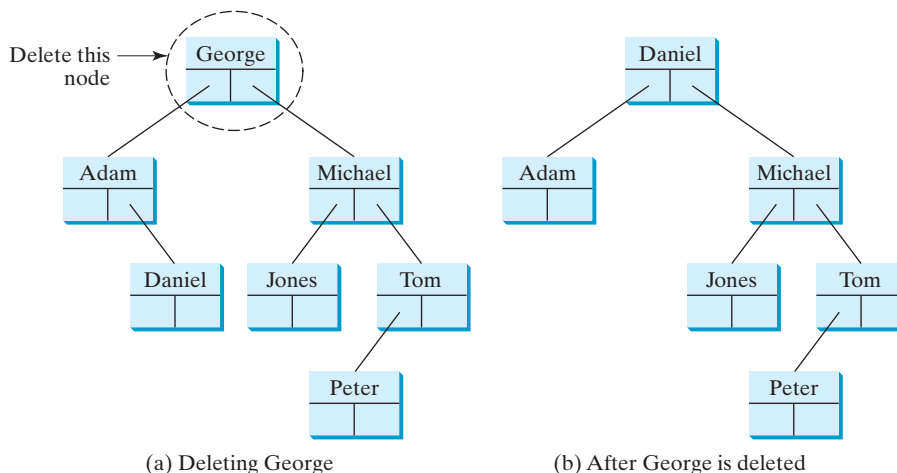 Delete this
node
George
Adam
Michael
Daniel
Jones
Tom
Peter
(a) Deleting George
Daniel
Adam
Michael
Jones
Tom
Peter
(b) After George is deleted